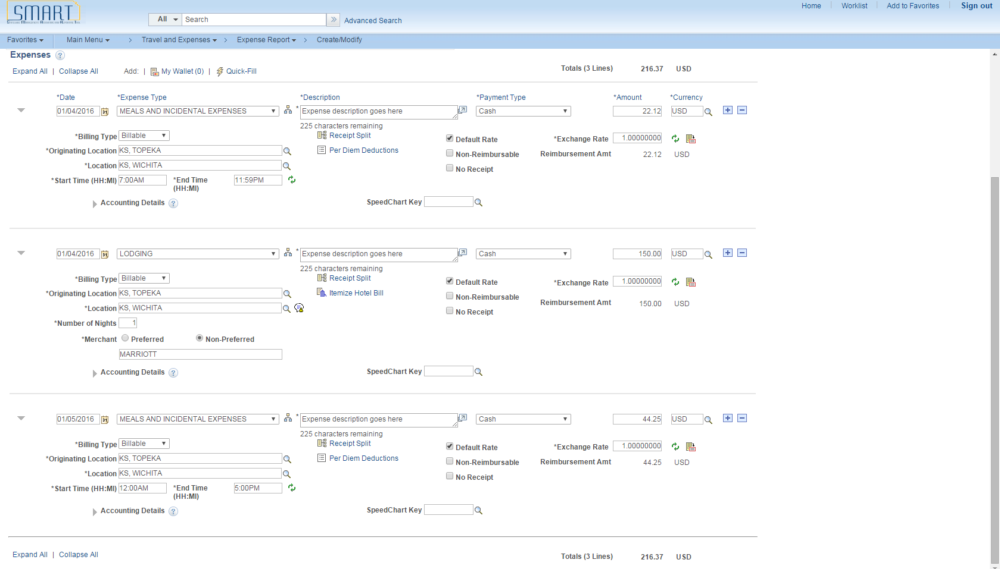 SMART
All Search Advanced Search
Home Worklist Add to Favorites Sign out
Favorites Main Menu > Travel and Expenses > Expense Report > Create/Modify
Expenses ?
Expand All | Collapse All Add: | My Wallet (0) | Quick-Fill
Totals (3 Lines) 216.37 USD
*Date *Expense Type *Description *Payment Type *Amount *Currency
01/04/2016 31 MEALS AND INCIDENTAL EXPENSES * Expense description goes here Cash 22.12 USD + -
225 characters remaining
*Billing Type Billable Receipt Split Default Rate *Exchange Rate 1.00000000
*Originating Location KS, TOPEKA Per Diem Deductions Non-Reimbursable Reimbursement Amt 22.12 USD
*Location KS, WICHITA No Receipt
*Start Time (HH:MI) 7:00AM *End Time (HH:MI) 11:59PM
Accounting Details ? SpeedChart Key
01/04/2016 31 LODGING * Expense description goes here Cash 150.00 USD + -
225 characters remaining
*Billing Type Billable Receipt Split Default Rate *Exchange Rate 1.00000000
*Originating Location KS, TOPEKA Itemize Hotel Bill Non-Reimbursable Reimbursement Amt 150.00 USD
*Location KS, WICHITA No Receipt
*Number of Nights 1
*Merchant Preferred Non-Preferred
MARRIOTT
Accounting Details ? SpeedChart Key
01/05/2016 31 MEALS AND INCIDENTAL EXPENSES * Expense description goes here Cash 44.25 USD + -
225 characters remaining
*Billing Type Billable Receipt Split Default Rate *Exchange Rate 1.00000000
*Originating Location KS, TOPEKA Per Diem Deductions Non-Reimbursable Reimbursement Amt 44.25 USD
*Location KS, WICHITA No Receipt
*Start Time (HH:MI) 12:00AM *End Time (HH:MI) 5:00PM
Accounting Details ? SpeedChart Key
Expand All | Collapse All Totals (3 Lines) 216.37 USD